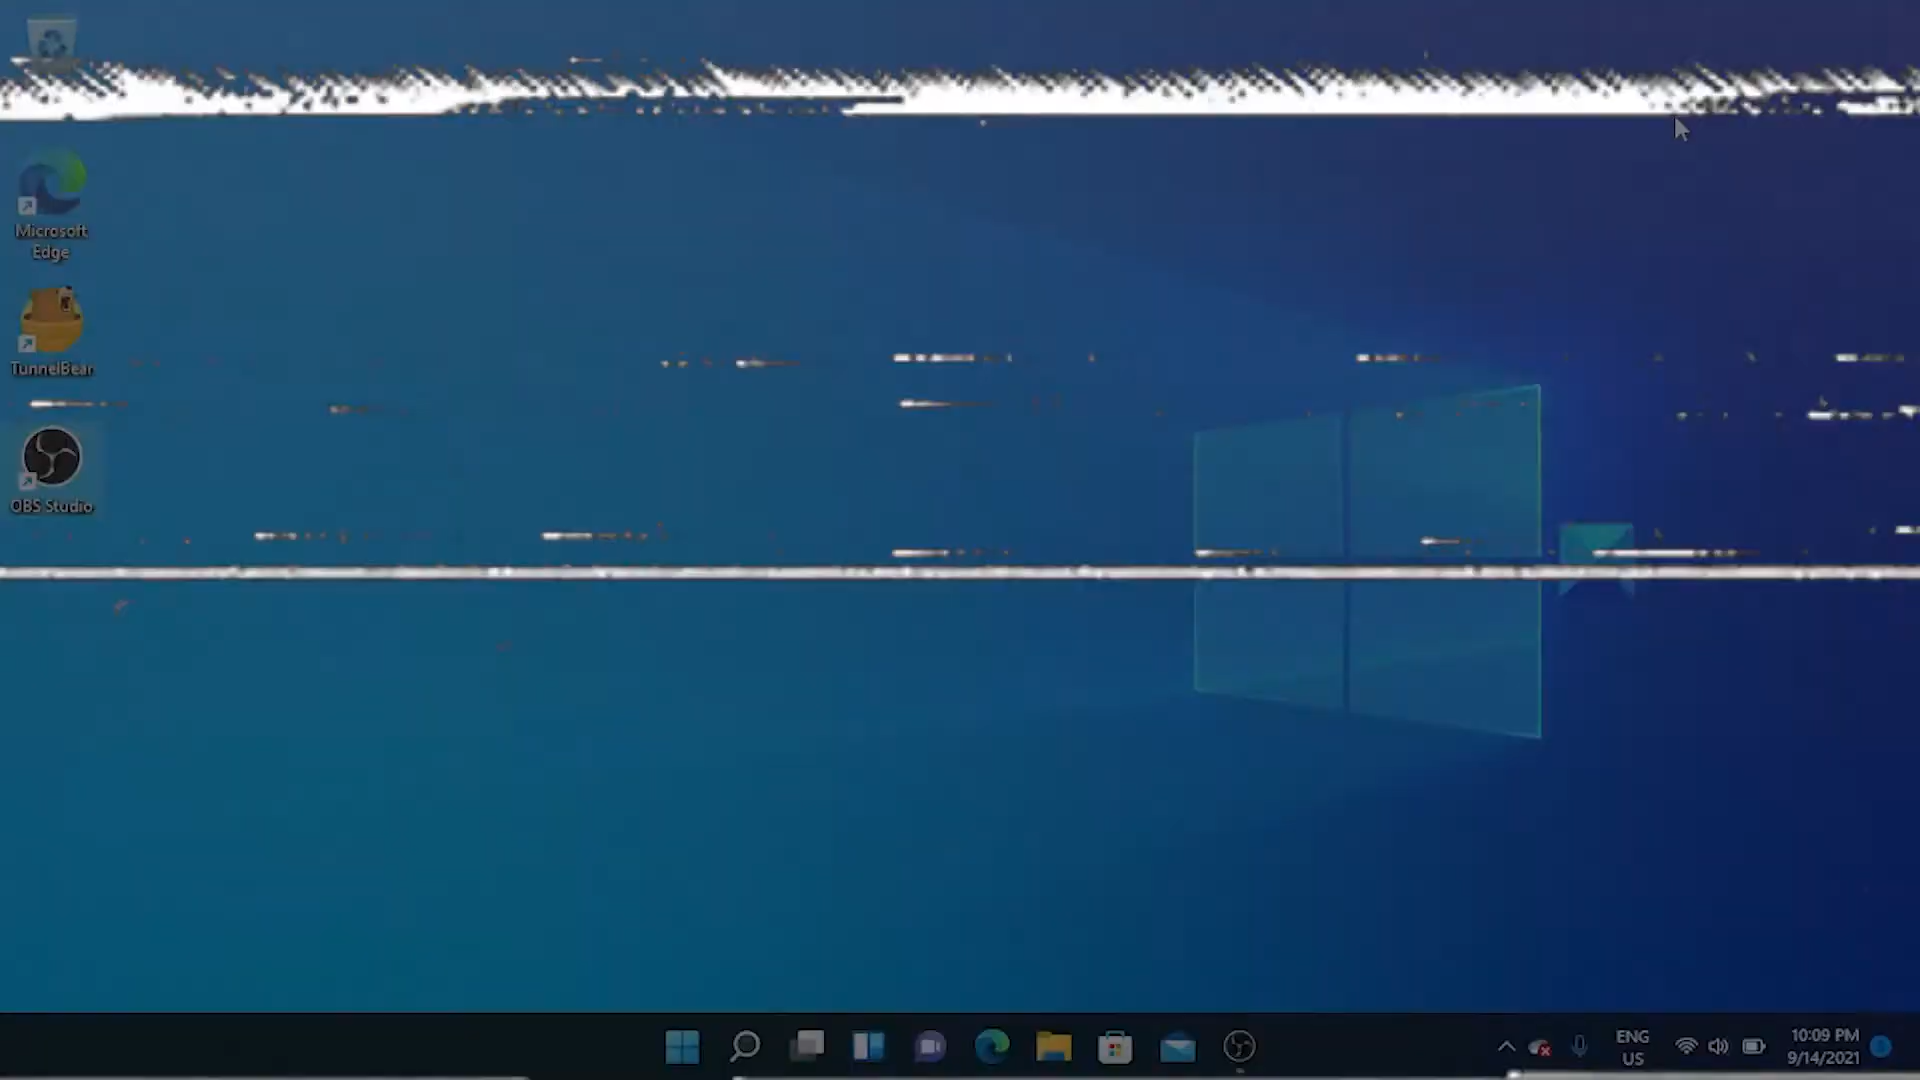 Microsoft
Edge
TunnelBear
OBS Studio
ENG
US
10:09 PM
9/14/2021